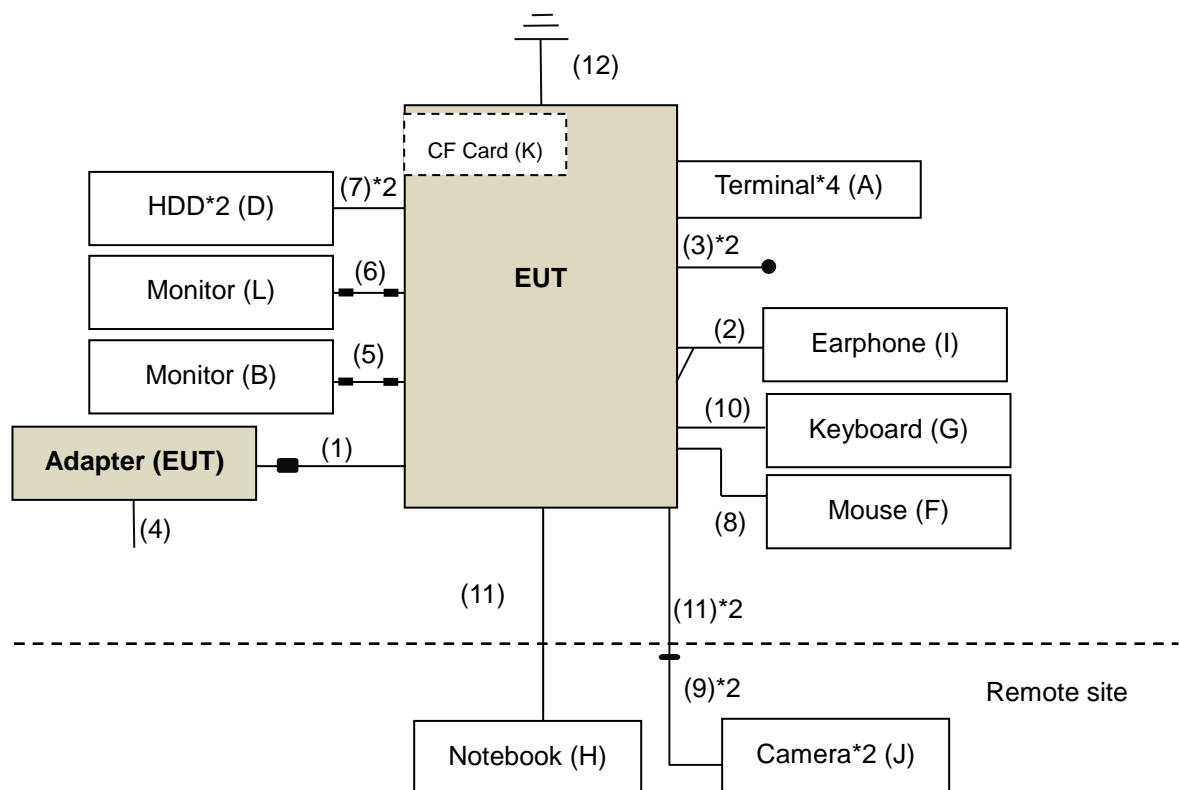 (12)
CF Card (K)
HDD*2 (D)
(7)*2
Terminal*4 (A)
(3)*2
Monitor (L)
(6)
EUT
(2)
Earphone (I)
Monitor (B)
(5)
(10)
Keyboard (G)
Adapter (EUT)
(1)
(8)
Mouse (F)
(4)
(11)
(11)*2
(9)*2
Remote site
Notebook (H)
Camera*2 (J)